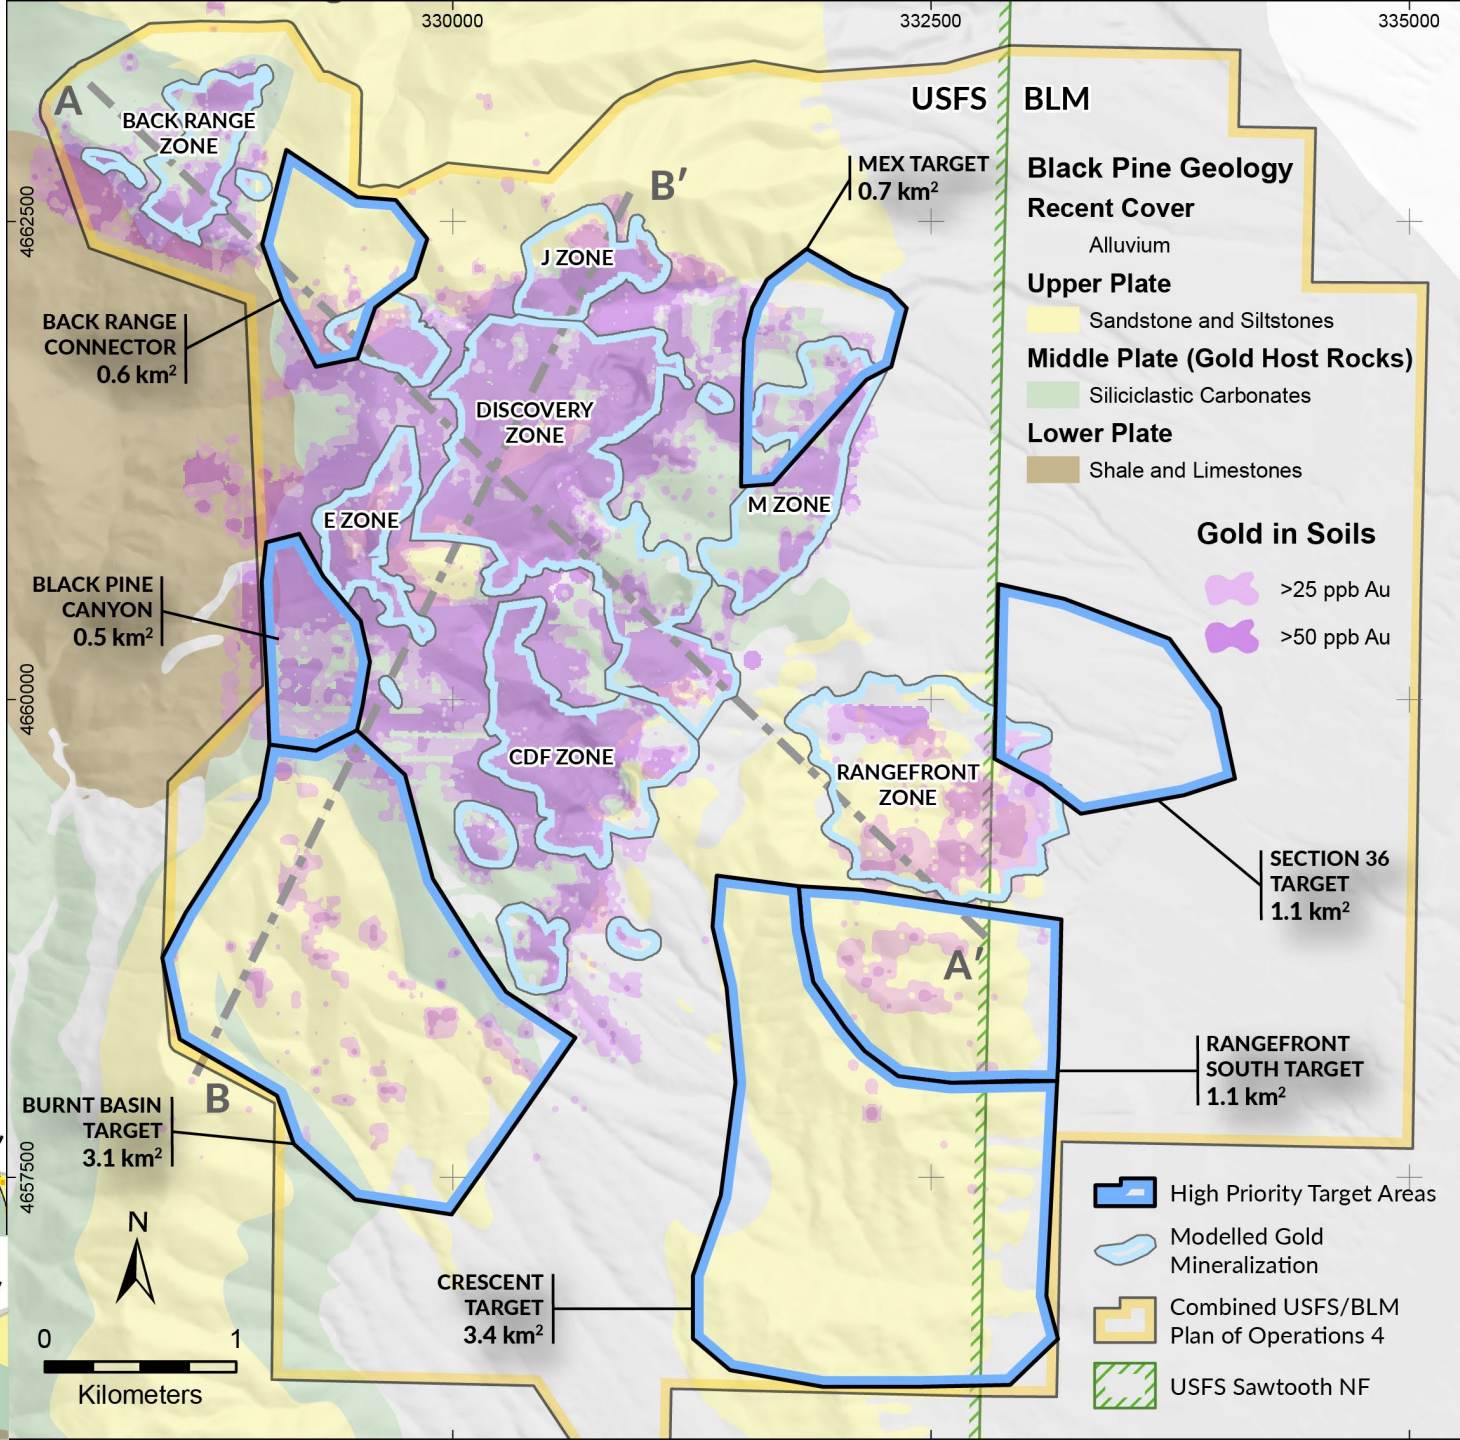 330000
332500
335000
4662500
4660000
4657500
A
BACK RANGE
ZONE
USFS
BLM
B′
MEX TARGET
0.7 km²
J ZONE
BACK RANGE
CONNECTOR
0.6 km²
DISCOVERY
ZONE
E ZONE
M ZONE
BLACK PINE
CANYON
0.5 km²
CDF ZONE
RANGEFRONT
ZONE
SECTION 36
TARGET
1.1 km²
A′
RANGEFRONT
SOUTH TARGET
1.1 km²
B
BURNT BASIN
TARGET
3.1 km²
CRESCENT
TARGET
3.4 km²
N
0 1
Kilometers
Black Pine Geology
Recent Cover
Alluvium
Upper Plate
Sandstone and Siltstones
Middle Plate (Gold Host Rocks)
Siliciclastic Carbonates
Lower Plate
Shale and Limestones
Gold in Soils
>25 ppb Au
>50 ppb Au
High Priority Target Areas
Modelled Gold
Mineralization
Combined USFS/BLM
Plan of Operations 4
USFS Sawtooth NF